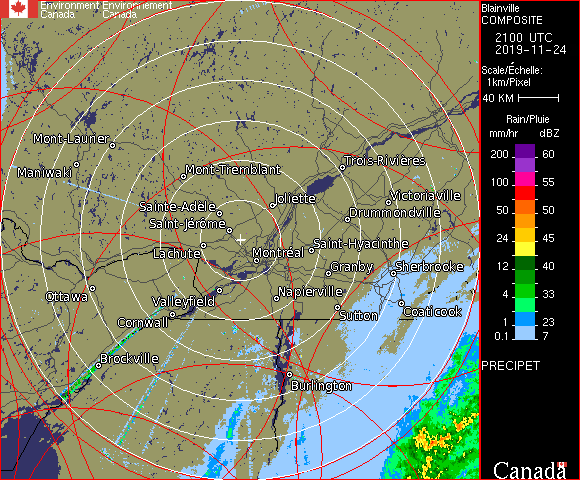 Environment Environnement
Canada Canada
Blainville
COMPOSITE
2100 UTC
2019-11-24
Scale/Échelle:
1km/Pixel
40 KM
Rain/Pluie
mm/hr dBZ
200 60
100 55
50 50
24 45
12 40
4 33
1 23
0.1 7
PRECIPET
Canada
Mont-Laurier
Maniwaki
Mont-Tremblant
Trois-Rivières
Sainte-Adele
Joliette
Victoriaville
Saint-Jérôme
Drummondville
Lachute
Montréal
Saint-Hyacinthe
Granby
Sherbrooke
Ottawa
Valleyfield
Napierville
Cornwall
Sutton
Coaticook
Brockville
Burlington